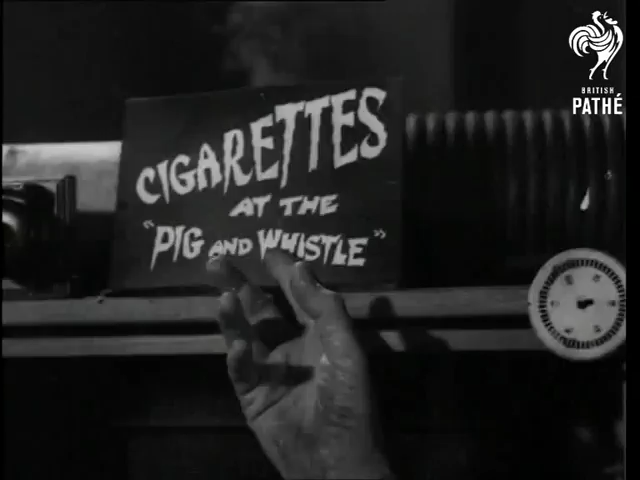 CIGARETTES
AT THE
"PIG AND WHISTLE"
BRITISH
PATHÉ